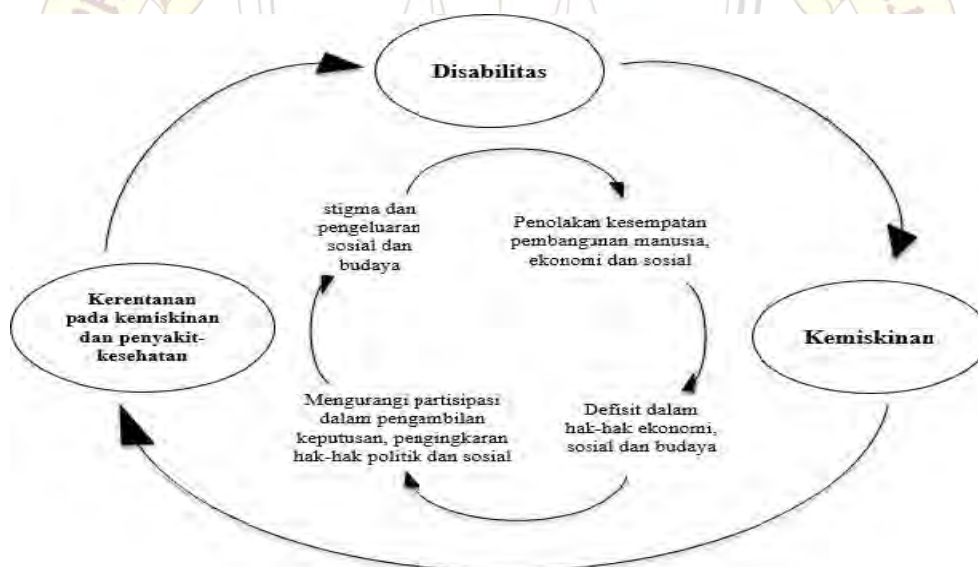 Disabilitas
stigma dan
pengeluaran
sosial dan
budaya
Penolakan kesempatan
pembangunan manusia,
ekonomi dan sosial
Kerentanan
pada kemiskinan
dan penyakit-
kesehatan
Kemiskinan
Mengurangi partisipasi
dalam pengambilan
keputusan, pengingkaran
hak-hak politik dan sosial
Defisit dalam
hak-hak ekonomi,
sosial dan budaya